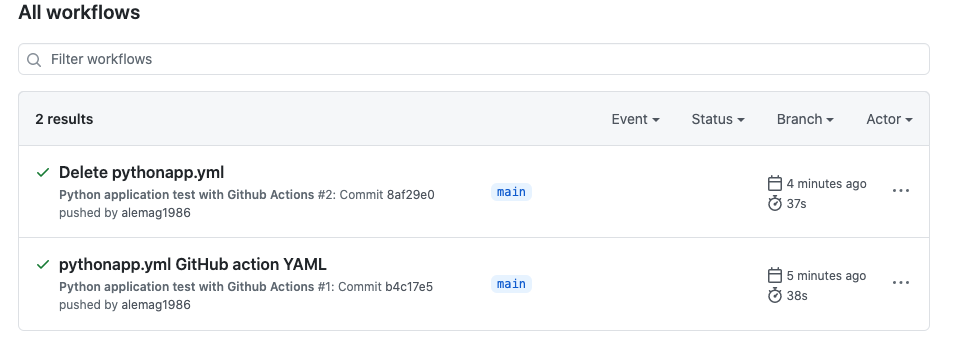 All workflows
Filter workflows
2 results Event Status Branch Actor
Delete pythonapp.yml
Python application test with Github Actions #2: Commit 8af29e0
pushed by alemag1986
main
4 minutes ago
37s
pythonapp.yml GitHub action YAML
Python application test with Github Actions #1: Commit b4c17e5
pushed by alemag1986
main
5 minutes ago
38s